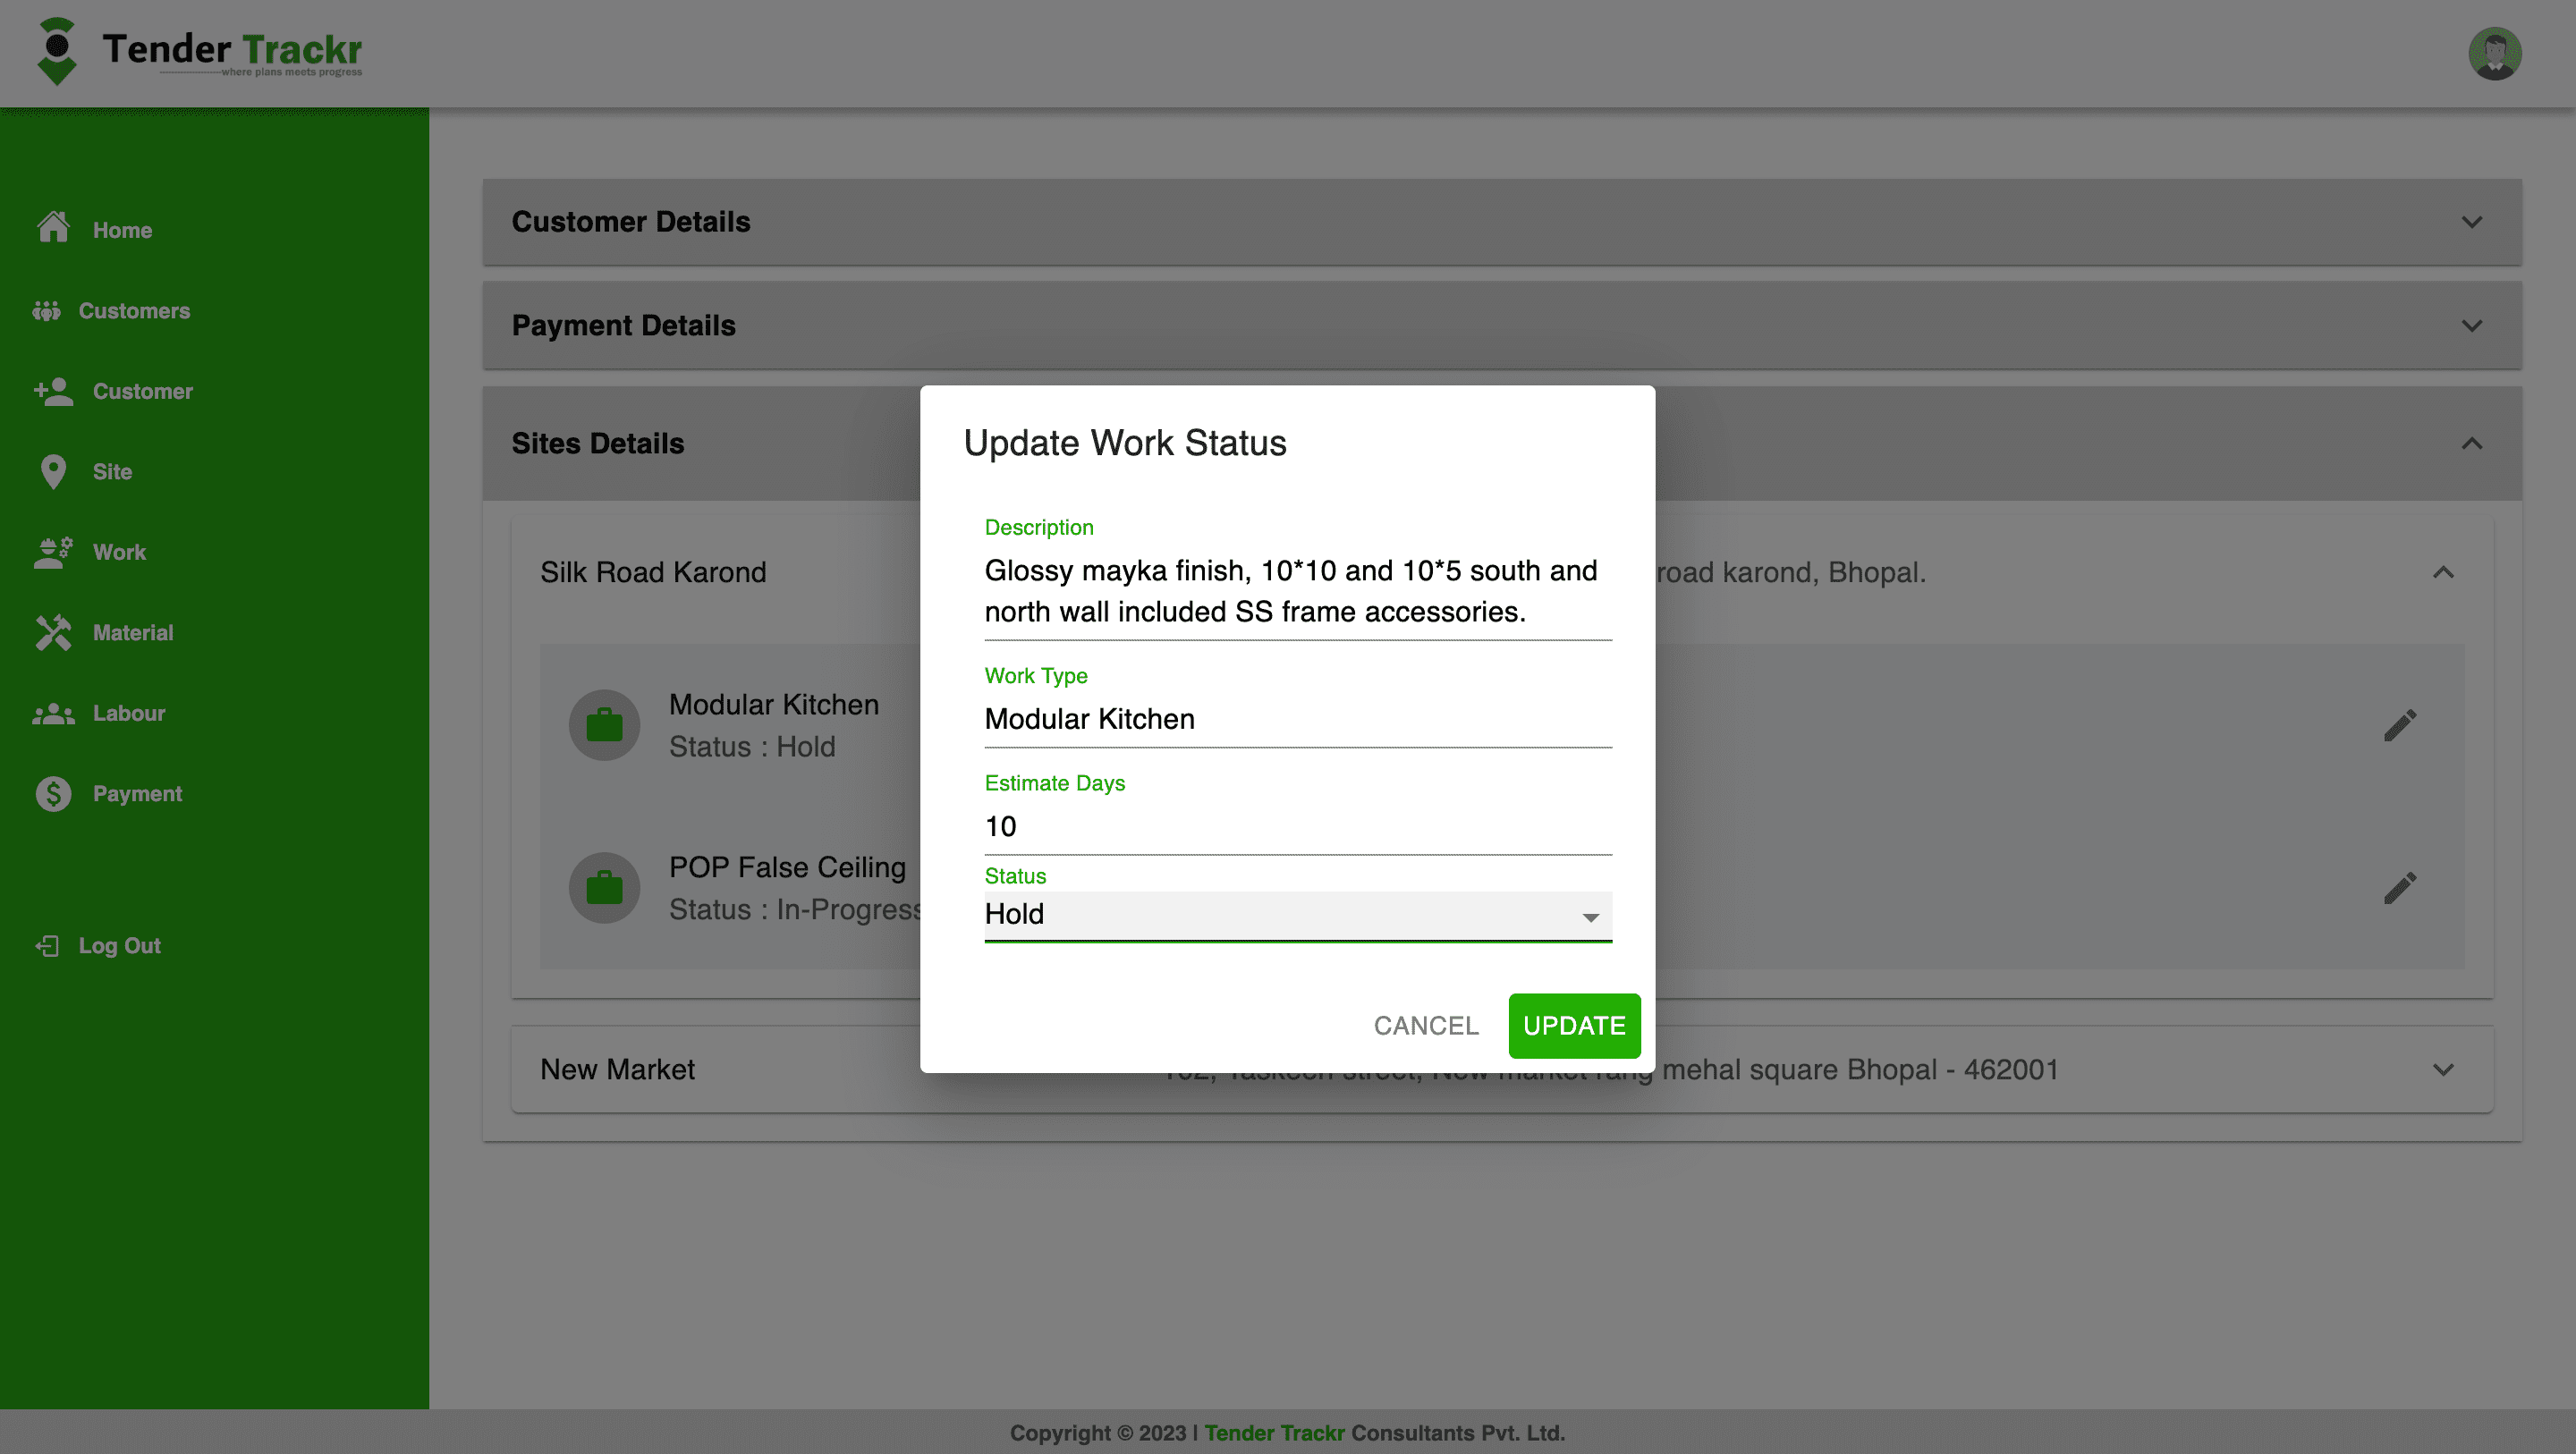 Tender Trackr
where plans meets progress
Home
Customers
Customer
Site
Work
Material
Labour
Payment
Log Out
Customer Details
Payment Details
Sites Details
Silk Road Karond
road karond, Bhopal.
Modular Kitchen
Status : Hold
POP False Ceiling
Status : In-Progress
New Market
mehal square Bhopal - 462001
Update Work Status
Description
Glossy mayka finish, 10*10 and 10*5 south and
north wall included SS frame accessories.
Work Type
Modular Kitchen
Estimate Days
10
Status
Hold
CANCEL
UPDATE
Copyright © 2023 | Tender Trackr Consultants Pvt. Ltd.